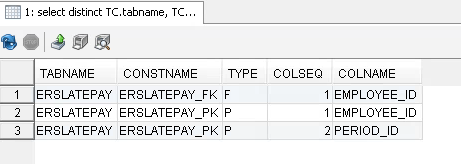 1: select distinct TC.tabname, TC...
TABNAME CONSTNAME TYPE COLSEQ COLNAME
1 ERSLATEPAY ERSLATEPAY_FK F 1 EMPLOYEE_ID
2 ERSLATEPAY ERSLATEPAY_PK P 1 EMPLOYEE_ID
3 ERSLATEPAY ERSLATEPAY_PK P 2 PERIOD_ID